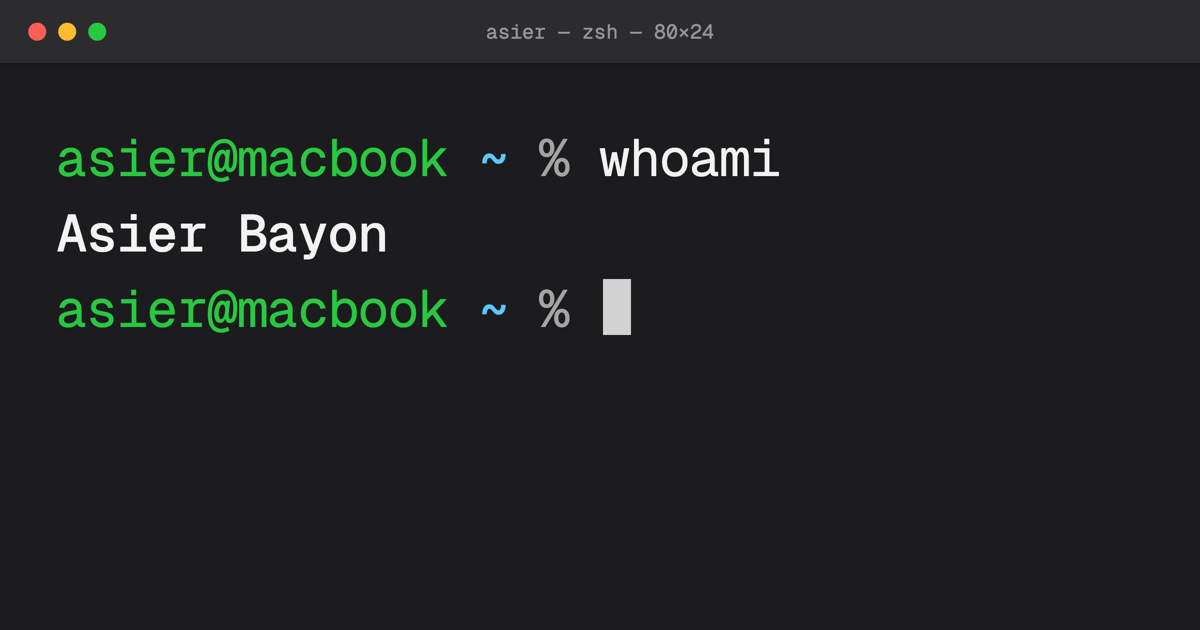 asier — zsh — 80×24
asier@macbook ~ % whoami
Asier Bayon
asier@macbook ~ %